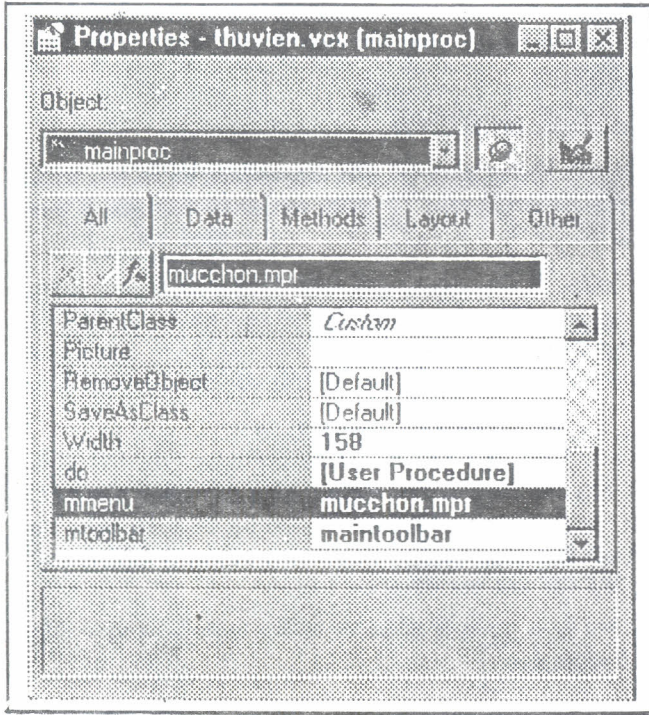 Properties - thuvien.vcx (mainproc)
Object:
mainproc
All Data Methods Layout Other
mucchon.mpr
ParentClass Custom
Picture
RemoveObject [Default]
SaveAsClass [Default]
Width 158
do [User Procedure]
mmenu mucchon.mpr
mtoolbar maintoolbar